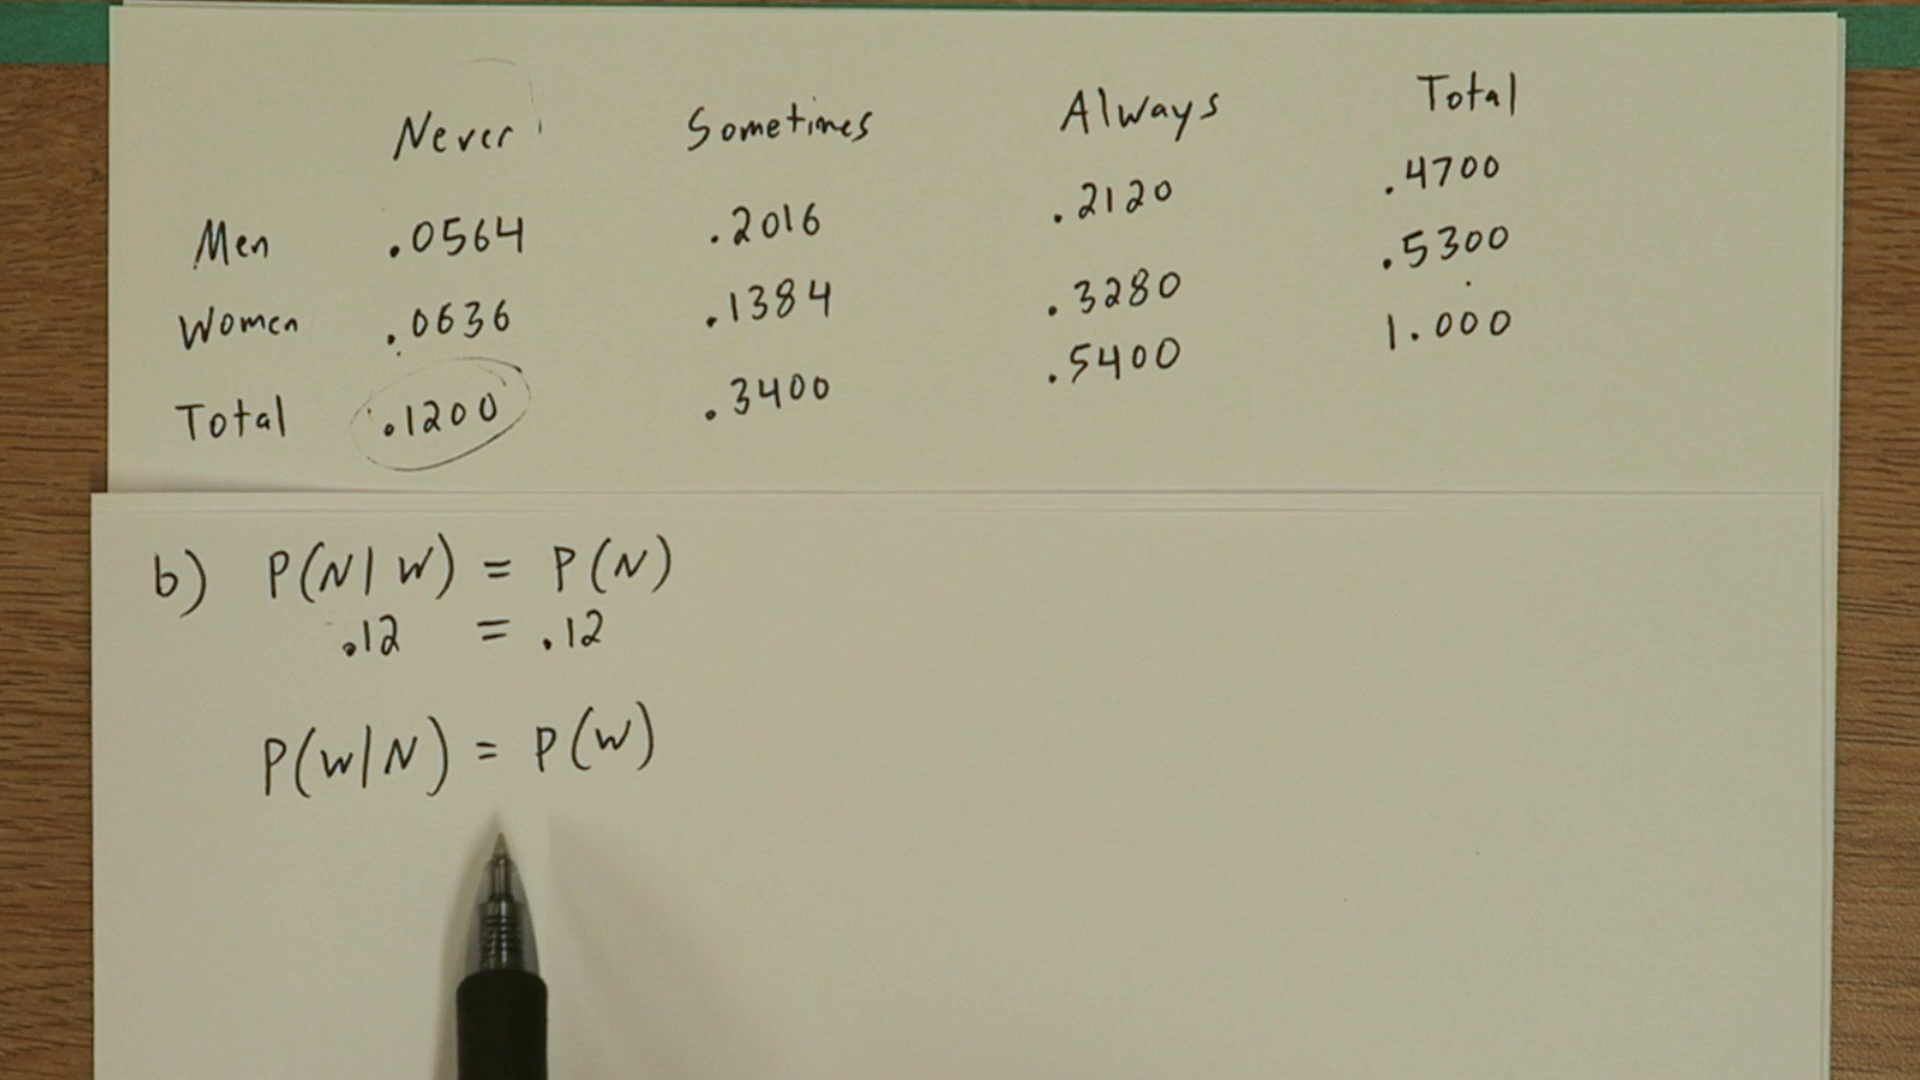 Never Sometimes Always Total
Men .0564 .2016 .2120 .4700
Women .0636 .1384 .3280 .5300
Total .1200 .3400 .5400 1.000
b) P(N|W) = P(N)
.12 = .12
P(W|N) = P(W)